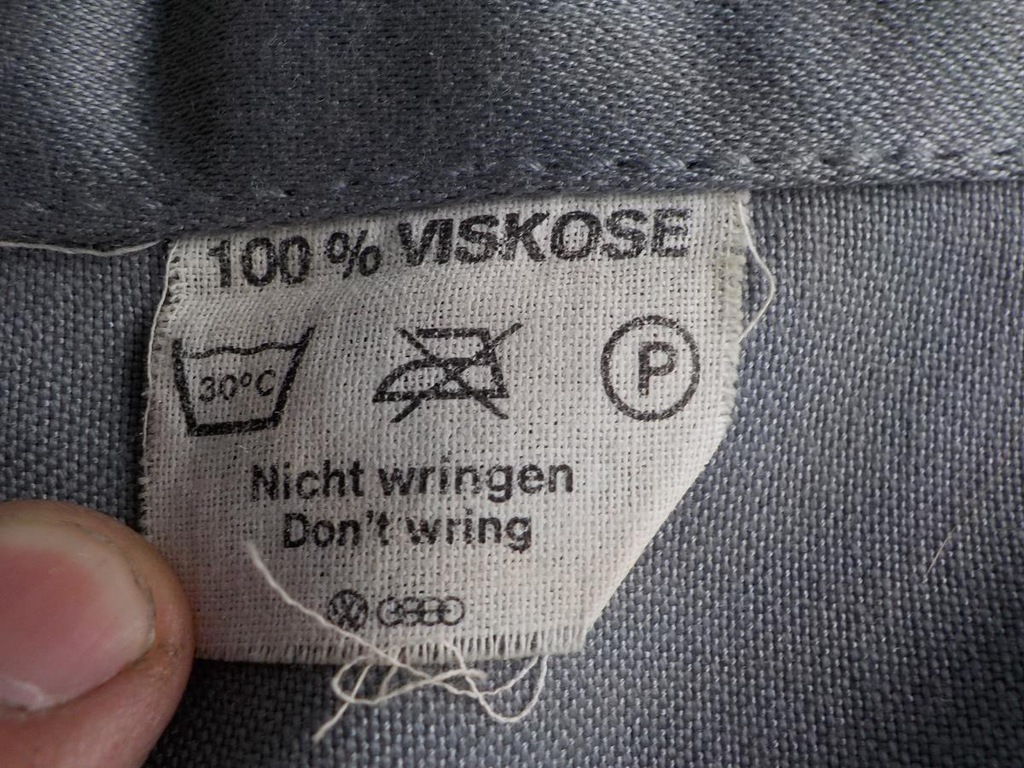 100 % VISKOSE
30°C
P
Nicht wringen
Don't wring